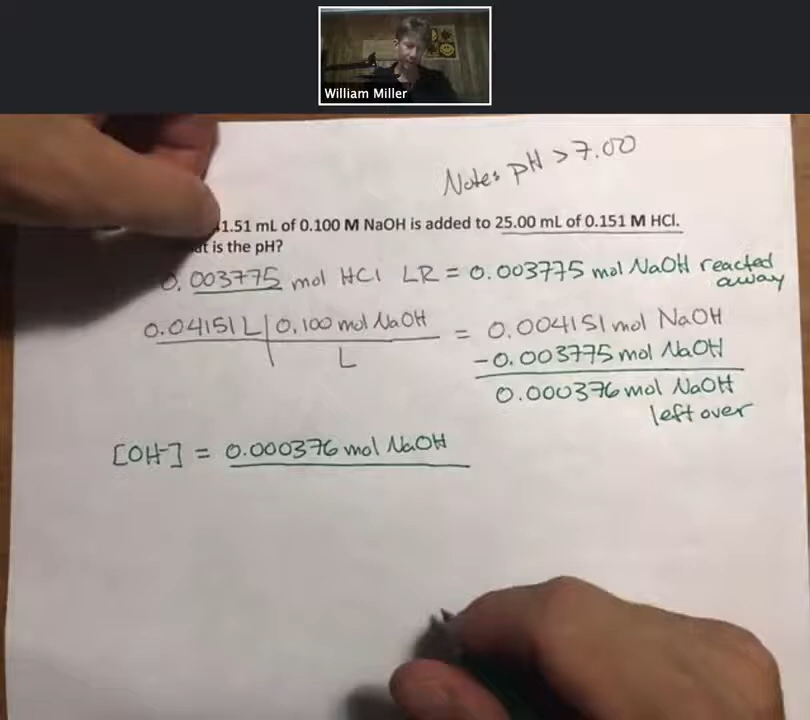 William Miller
Note: pH > 7.00
1.51 mL of 0.100 M NaOH is added to 25.00 mL of 0.151 M HCl.
is the pH?
0.003775 mol HCl LR = 0.003775 mol NaOH reacted
away
0.04151 L | 0.100 mol NaOH = 0.004151 mol NaOH
L
-0.003775 mol NaOH
0.000376 mol NaOH
left over
[OH-] = 0.000376 mol NaOH